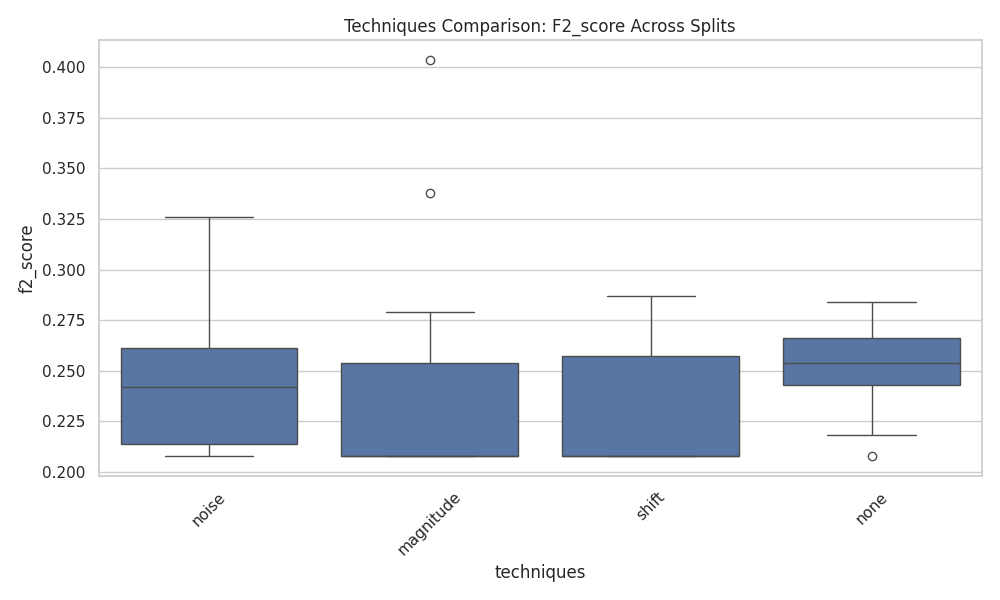 Techniques Comparison: F2_score Across Splits
f2_score
0.400
0.375
0.350
0.325
0.300
0.275
0.250
0.225
0.200
noise
magnitude
shift
none
techniques